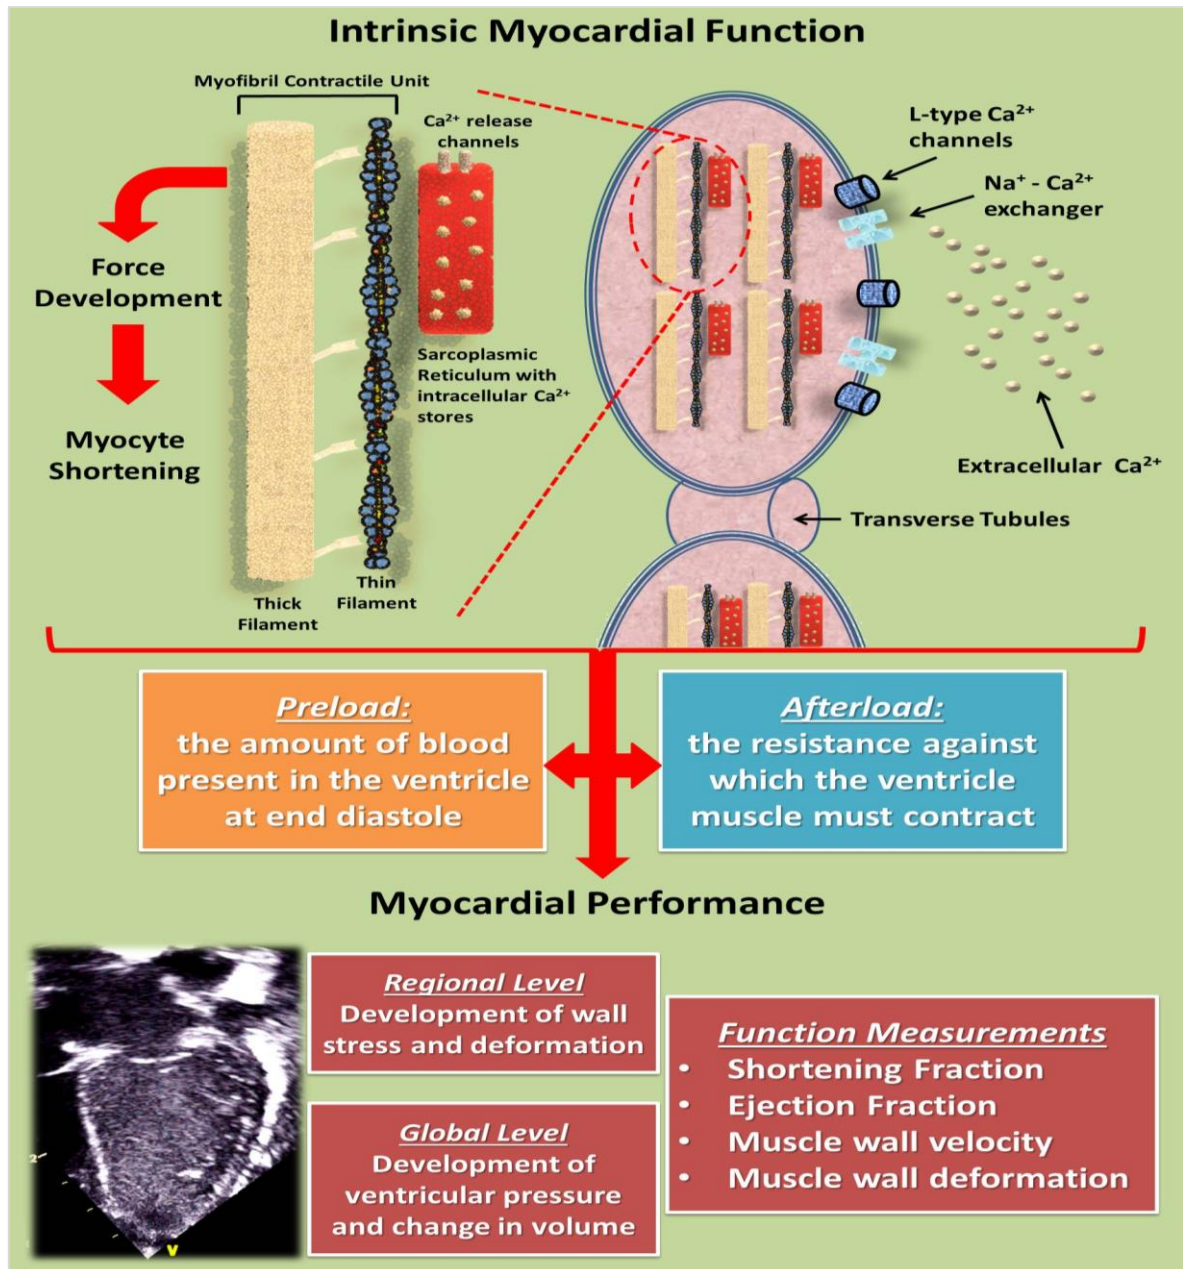 Intrinsic Myocardial Function
Myofibril Contractile Unit
Ca²⁺ release
channels
L-type Ca²⁺
channels
Na⁺ - Ca²⁺
exchanger
Force
Development
Sarcoplasmic
Reticulum with
intracellular Ca²⁺
stores
Myocyte
Shortening
Extracellular Ca²⁺
Transverse Tubules
Thick
Filament
Thin
Filament
Preload:
the amount of blood
present in the ventricle
at end diastole
Afterload:
the resistance against
which the ventricle
muscle must contract
Myocardial Performance
Regional Level
Development of wall
stress and deformation
Global Level
Development of
ventricular pressure
and change in volume
Function Measurements
• Shortening Fraction
• Ejection Fraction
• Muscle wall velocity
• Muscle wall deformation
2
V